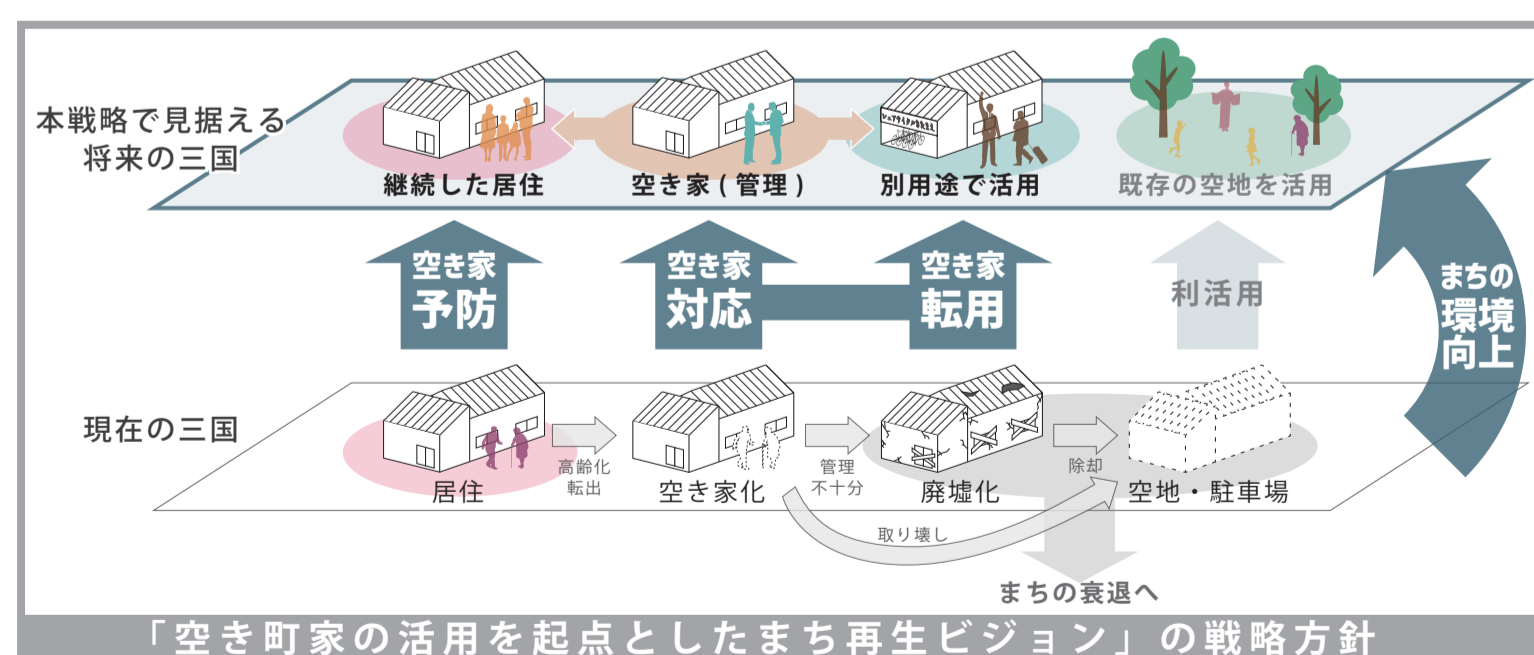 本戦略で見据える
将来の三国
継続した居住
空き家(管理)
別用途で活用
既存の空地を活用
空き家
予防
空き家
対応
空き家
転用
利活用
まちの
環境
向上
現在の三国
高齢化
転出
管理
不十分
除却
居住
空き家化
廃墟化
空地・駐車場
取り壊し
まちの衰退へ
「空き町家の活用を起点としたまち再生ビジョン」の戦略方針